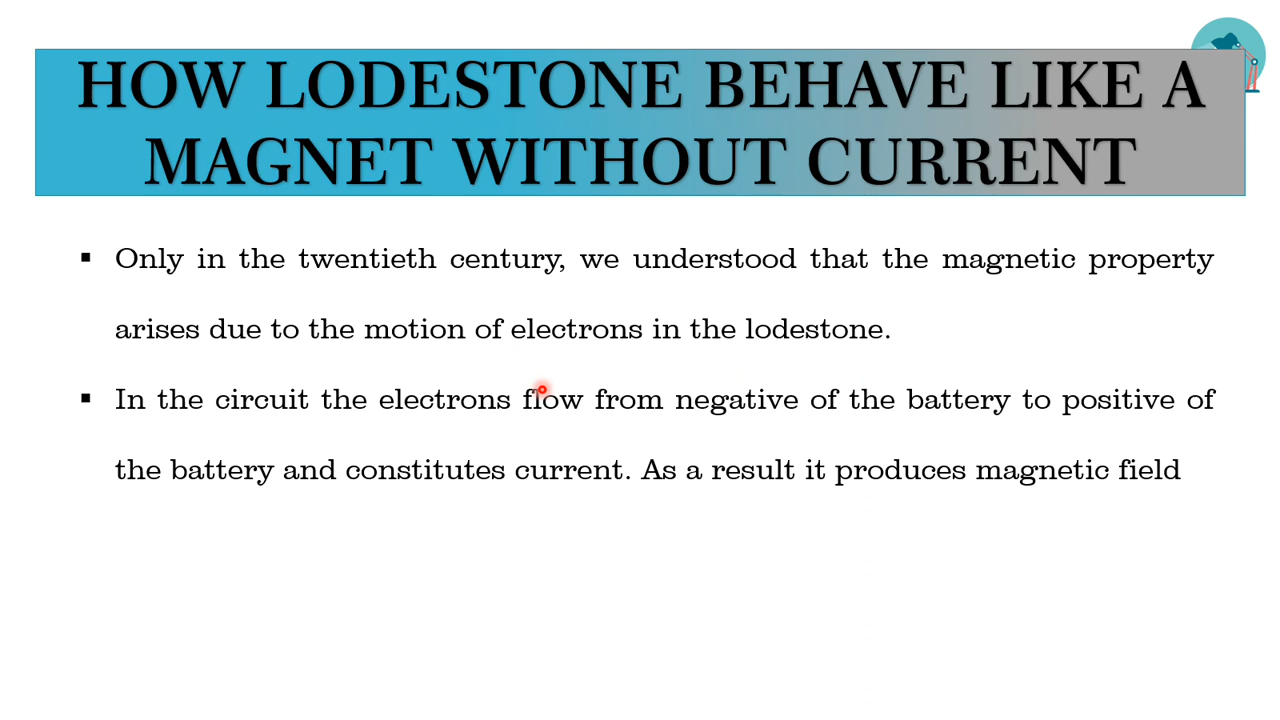 HOW LODESTONE BEHAVE LIKE A
MAGNET WITHOUT CURRENT
▪ Only in the twentieth century, we understood that the magnetic property
arises due to the motion of electrons in the lodestone.
▪ In the circuit the electrons flow from negative of the battery to positive of
the battery and constitutes current. As a result it produces magnetic field